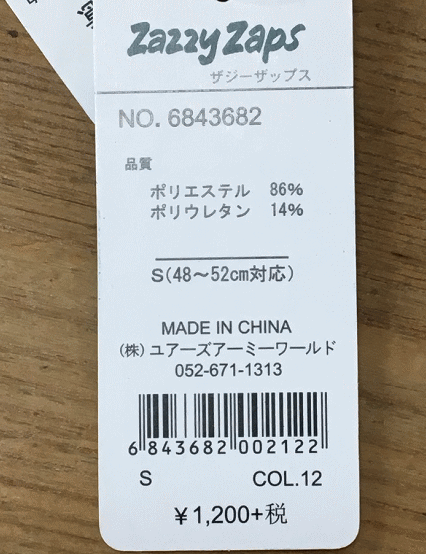 Zazzy Zaps
ザジーザップス
NO. 6843682
品質
ポリエステル 86%
ポリウレタン 14%
S(48〜52cm対応)
MADE IN CHINA
(株) ユアーズアーミーワールド
052-671-1313
6 843682 002122
S COL.12
¥1,200+税